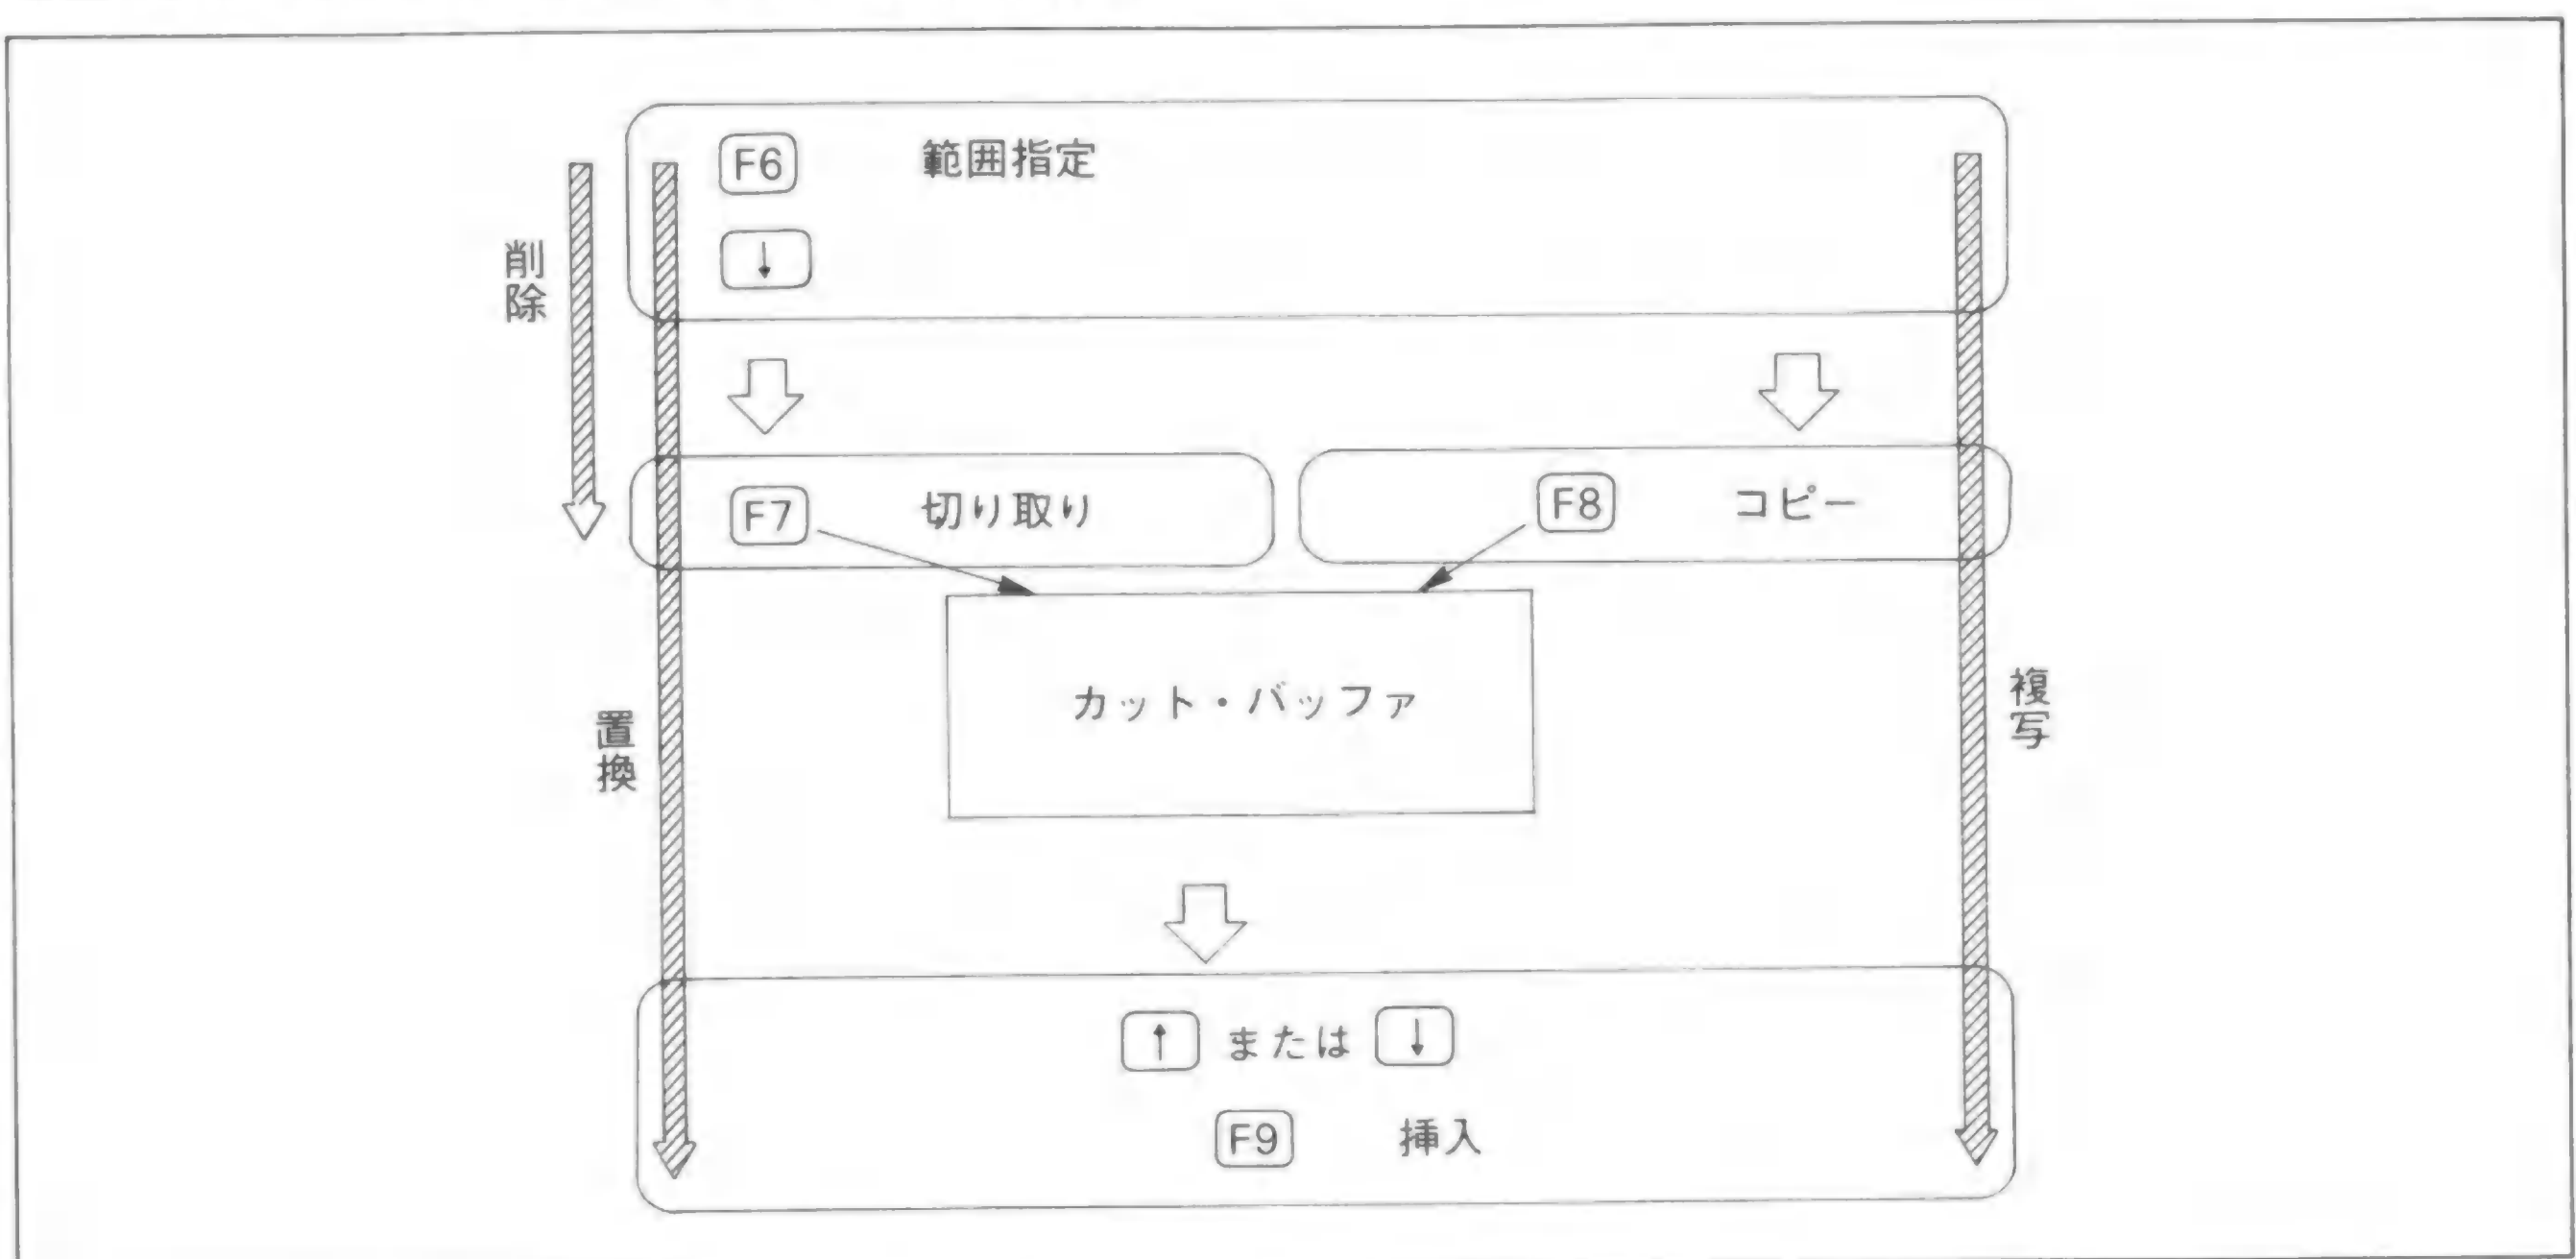 F6 範囲指定
↓
削除
F7 切り取り
F8 コピー
カット・バッファ
置換
複写
↑ または ↓
F9 挿入